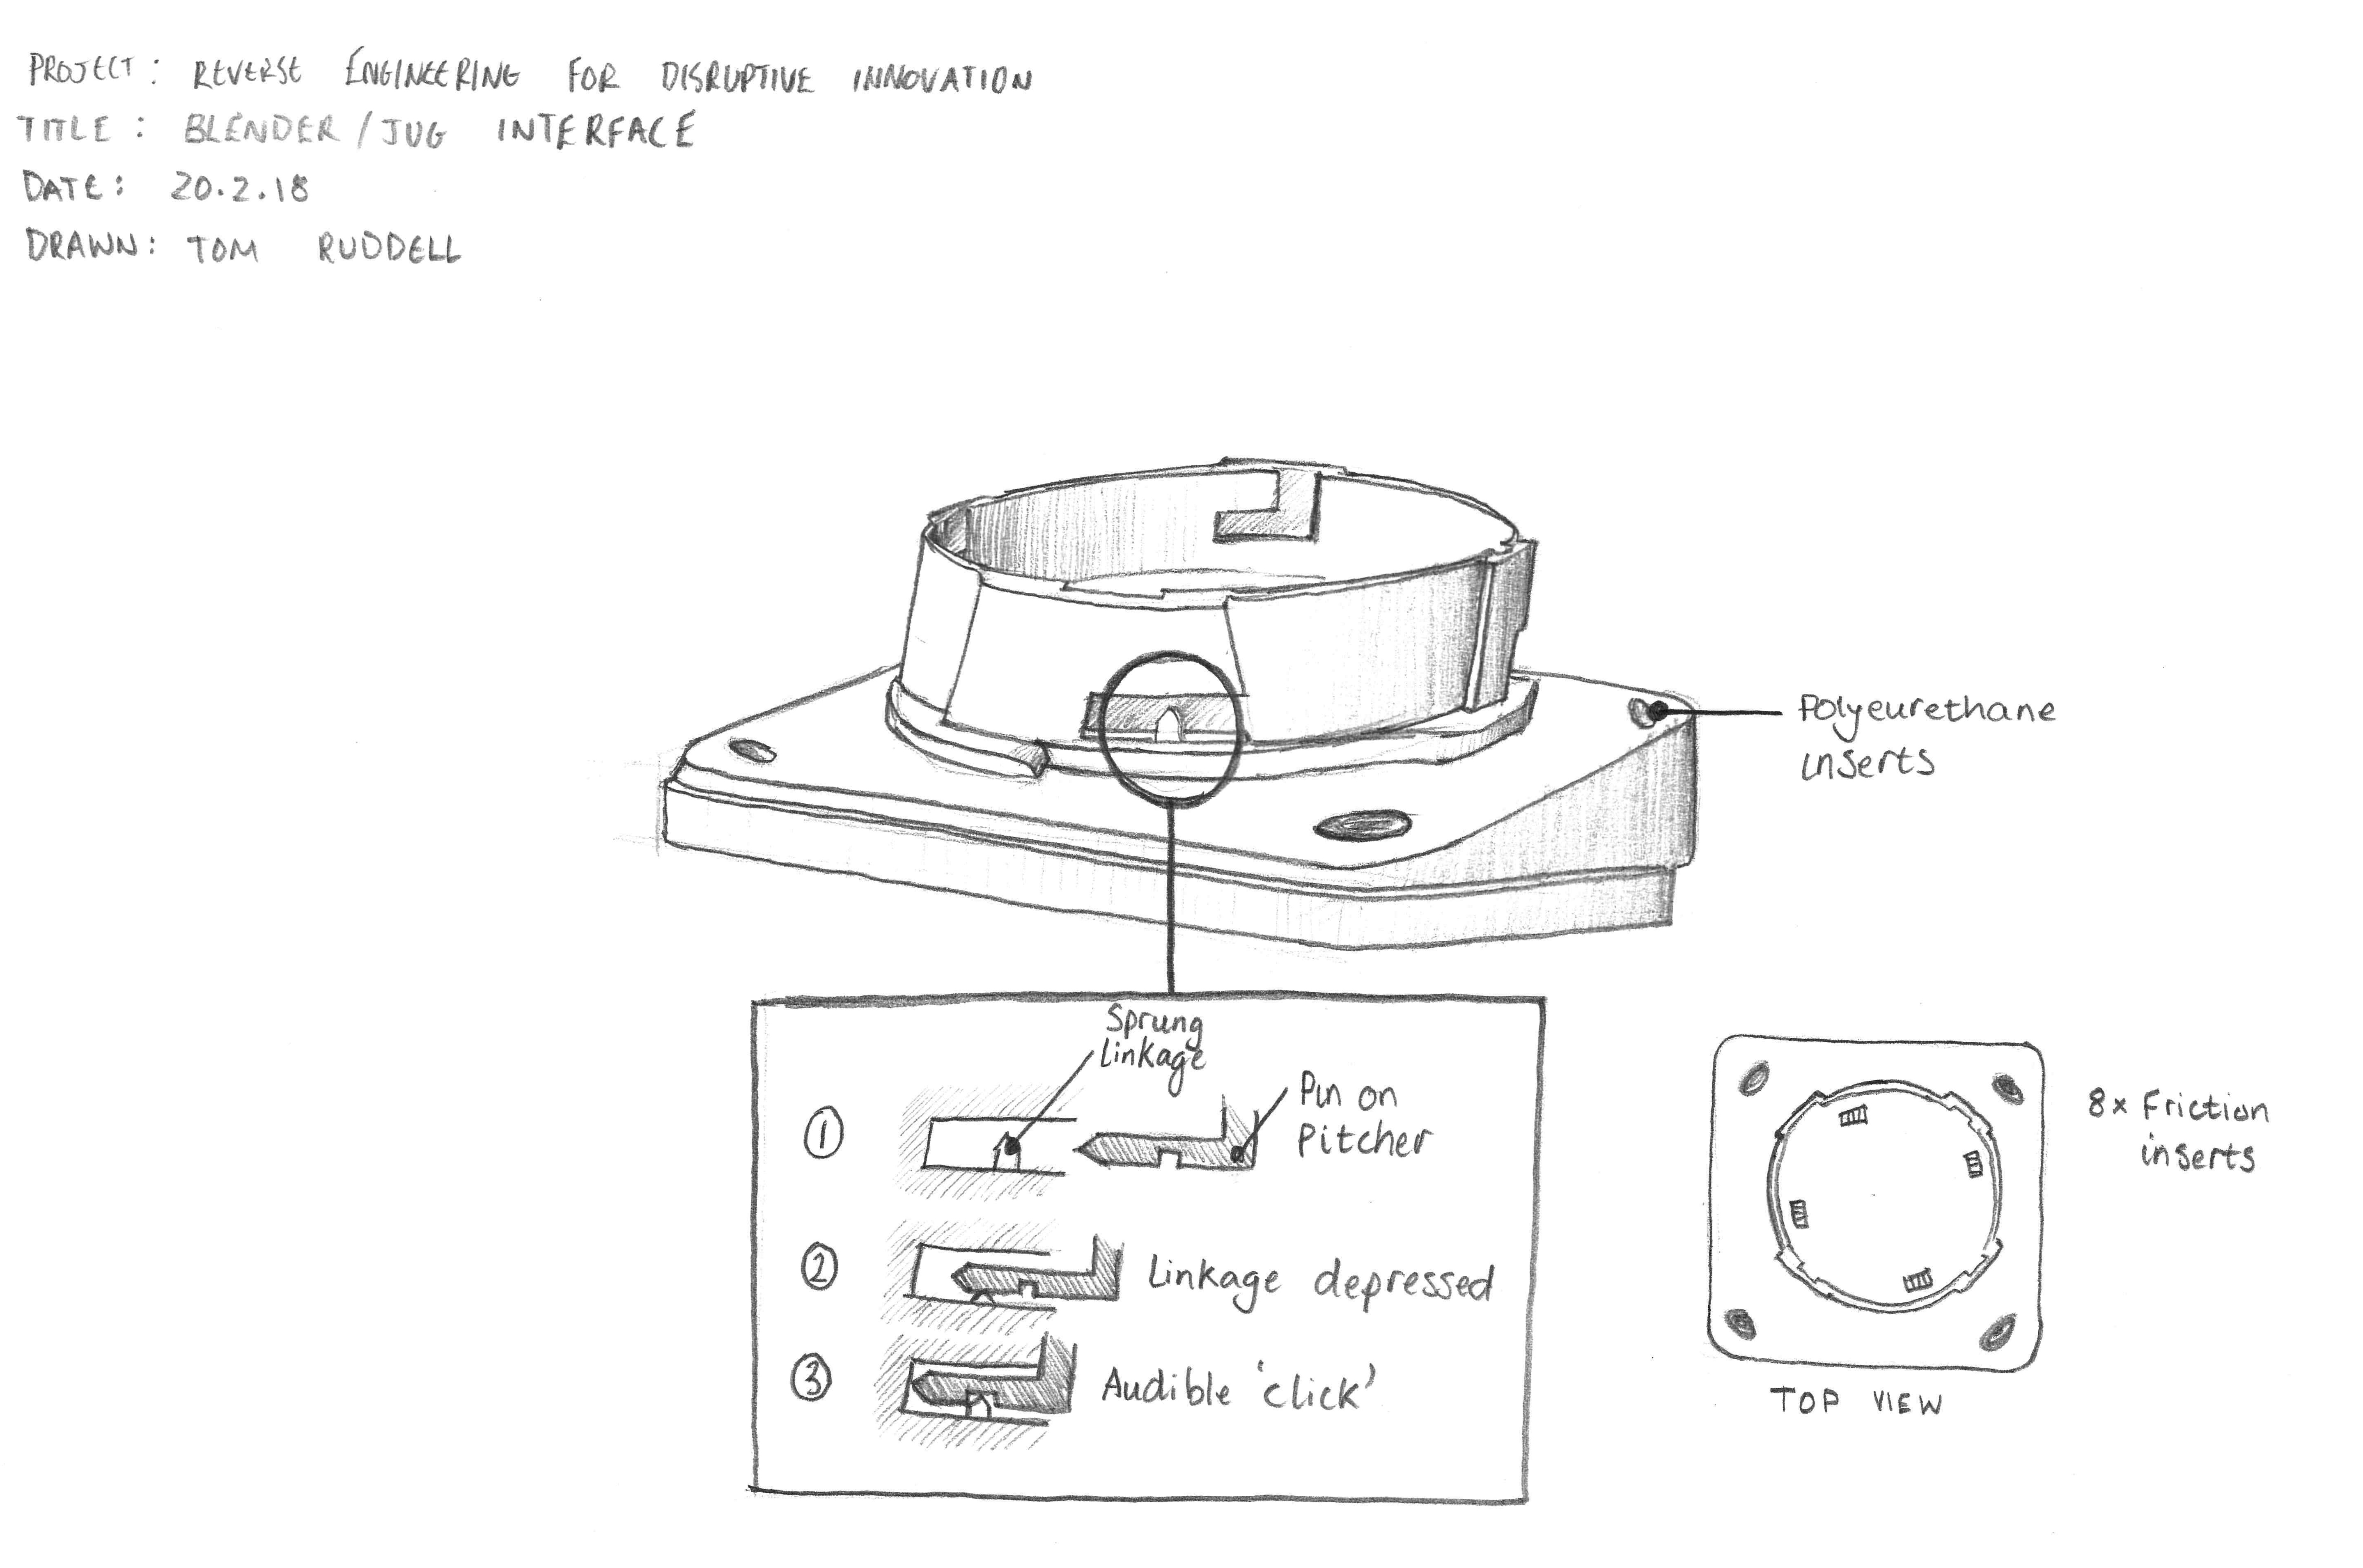 PROJECT: REVERSE ENGINEERING FOR DISRUPTIVE INNOVATION
TITLE: BLENDER/JUG INTERFACE
DATE: 20.2.18
DRAWN: TOM RUDDELL
Polyeurethane
inserts
Sprung
Linkage
1
Pin on
Pitcher
2
Linkage depressed
3
Audible 'click'
8x Friction
inserts
TOP VIEW